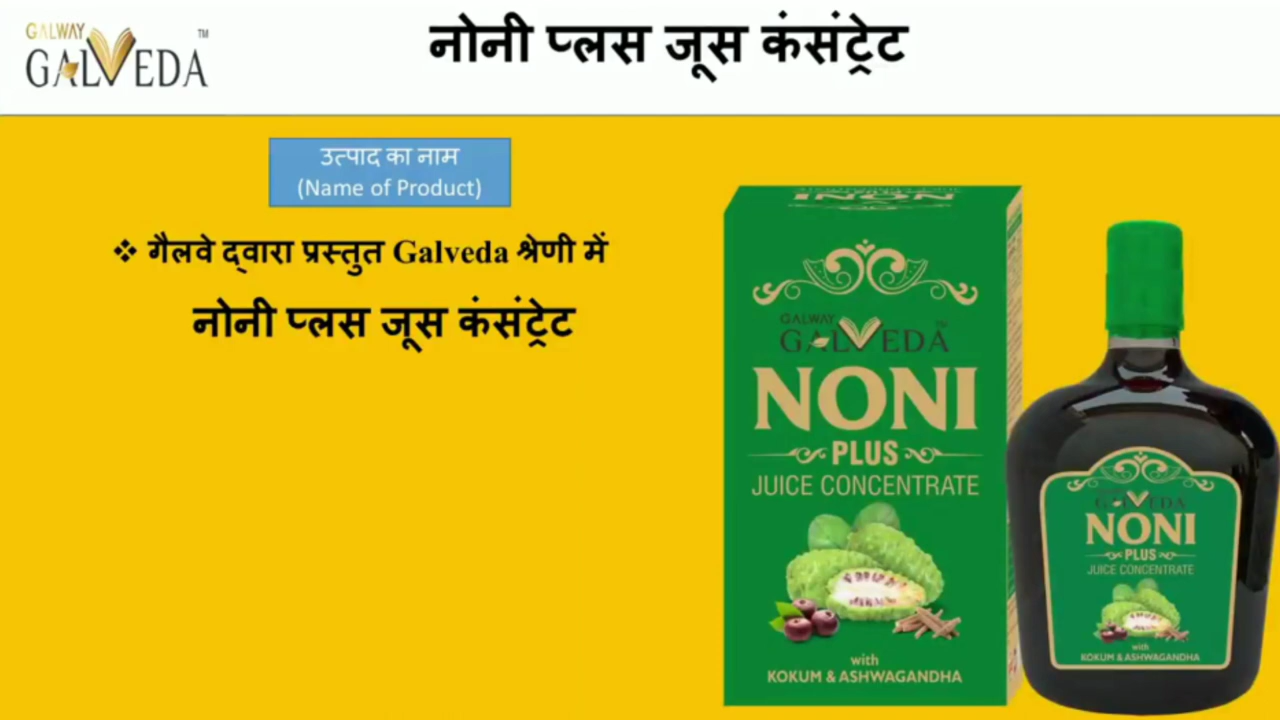 GALWAY
GALVEDA
TM
नोनी प्लस जूस कंसंट्रेट
उत्पाद का नाम
(Name of Product)
❖ गैलवे द्वारा प्रस्तुत Galveda श्रेणी में
नोनी प्लस जूस कंसंट्रेट
NONI
GALWAY
GALVEDA
TM
NONI
PLUS
JUICE CONCENTRATE
with
KOKUM & ASHWAGANDHA
GALVEDA
NONI
PLUS
JUICE CONCENTRATE
with
KOKUM & ASHWAGANDHA